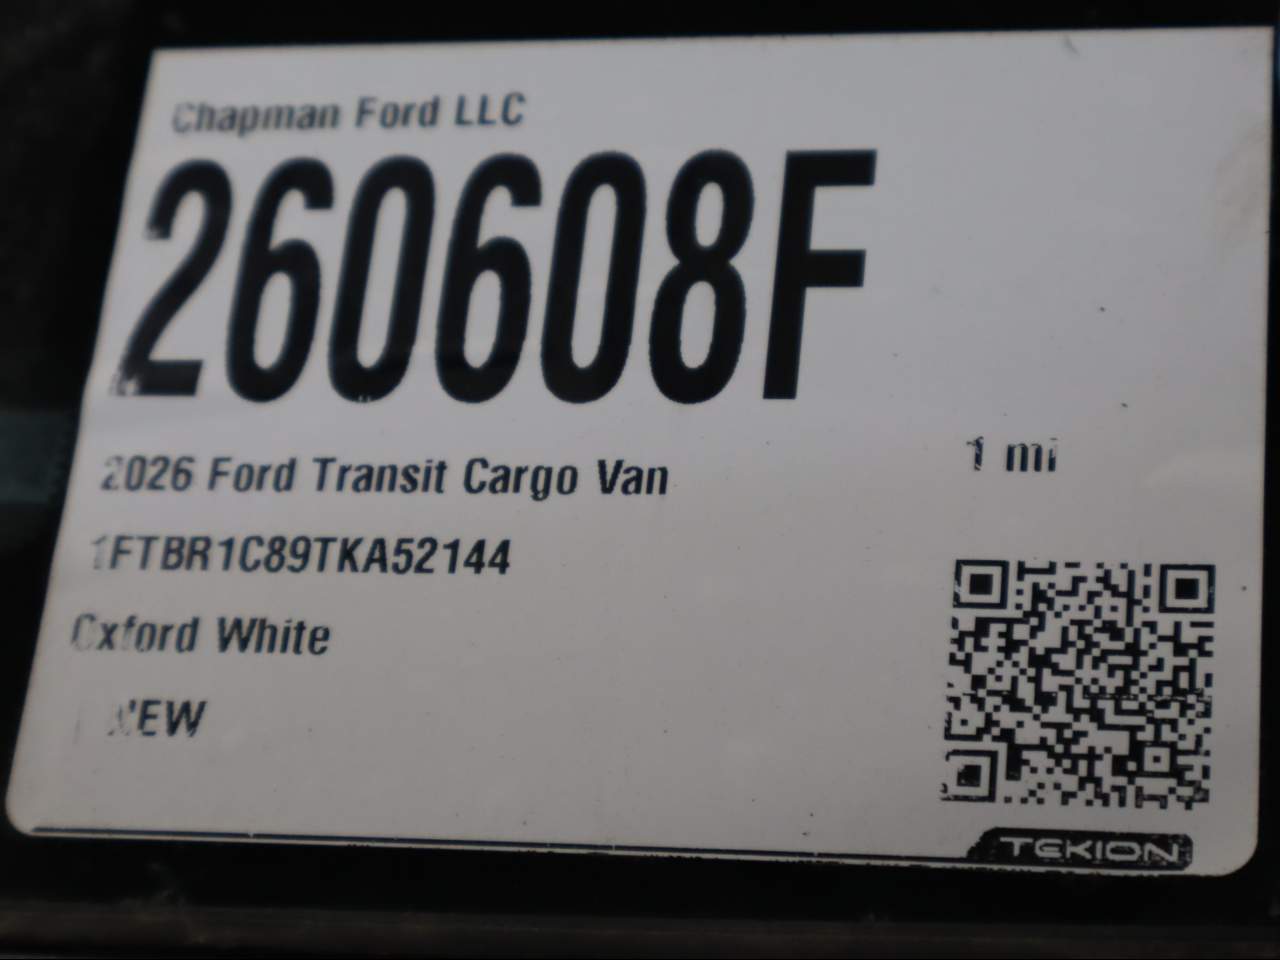 Chapman Ford LLC
260608F
2026 Ford Transit Cargo Van
1 mi
1FTBR1C89TKA52144
Oxford White
NEW
TEKION